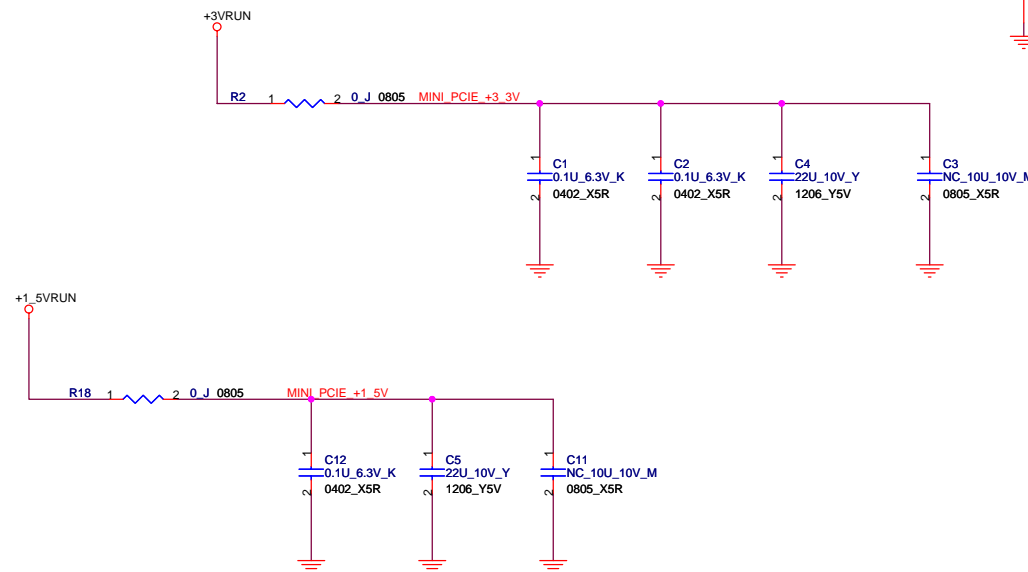 +3VRUN
R2 1 2 0_J 0805 MINI_PCIE_+3_3V
1 C1 1 C2 1 C4 1 C3
0.1U_6.3V_K 0.1U_6.3V_K 22U_10V_Y NC_10U_10V_M
2 0402_X5R 2 0402_X5R 2 1206_Y5V 2 0805_X5R
+1_5VRUN
R18 1 2 0_J 0805 MINI_PCIE_+1_5V
1 C12 1 C5 1 C11
0.1U_6.3V_K 22U_10V_Y NC_10U_10V_M
2 0402_X5R 2 1206_Y5V 2 0805_X5R